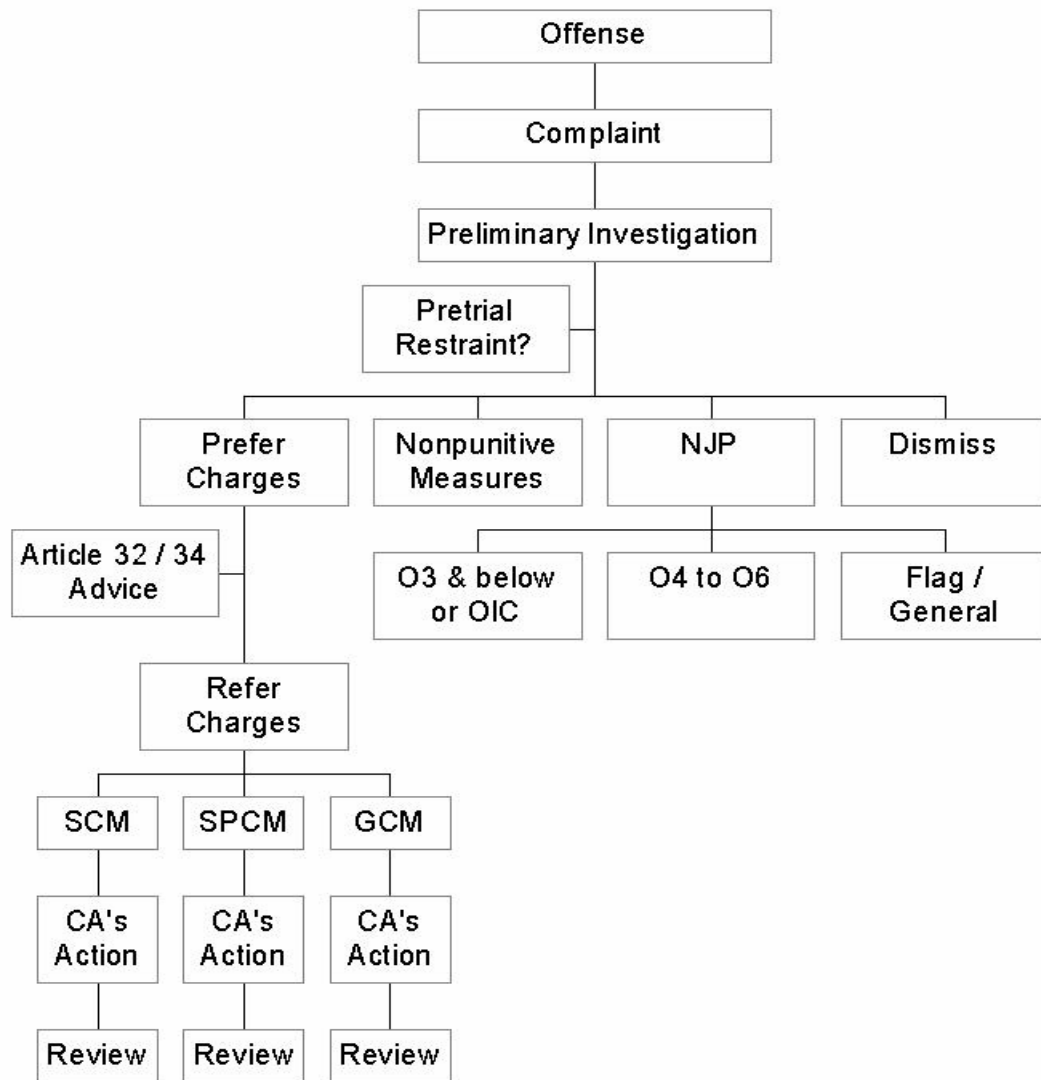 Offense
Complaint
Preliminary Investigation
Pretrial
Restraint?
Prefer
Charges
Nonpunitive
Measures
NJP
Dismiss
Article 32 / 34
Advice
O3 & below
or OIC
O4 to O6
Flag /
General
Refer
Charges
SCM
SPCM
GCM
CA's
Action
CA's
Action
CA's
Action
Review
Review
Review